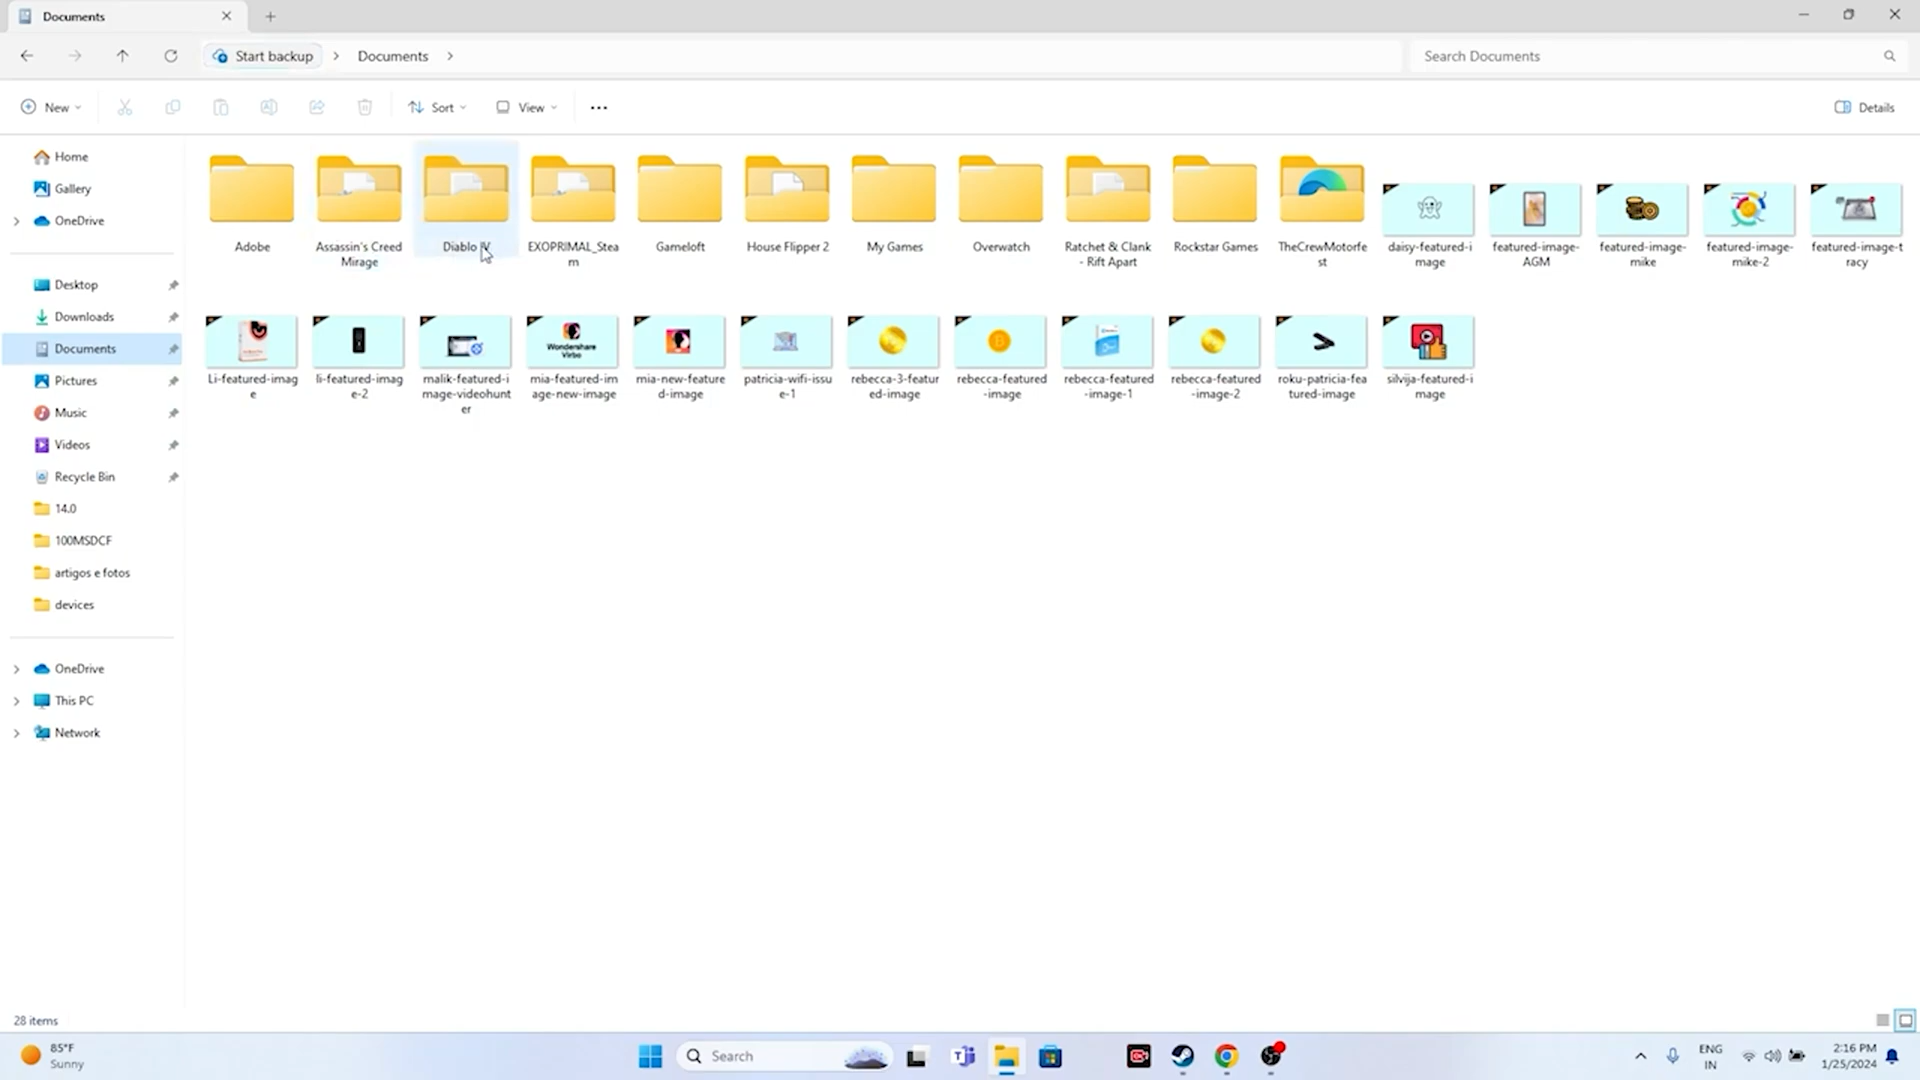 Documents
Start backup
Documents
Search Documents
New
Sort
View
Details
Home
Gallery
OneDrive
Desktop
Downloads
Documents
Pictures
Music
Videos
Recycle Bin
14.0
100MSDCF
artigos e fotos
devices
OneDrive
This PC
Network
Adobe
Assassin's Creed
Mirage
Diablo IV
EXOPRIMAL_Stea
m
Gameloft
House Flipper 2
My Games
Overwatch
Ratchet & Clank
- Rift Apart
Rockstar Games
TheCrewMotorfe
st
daisy-featured-i
mage
featured-image-
AGM
featured-image-
mike
featured-image-
mike-2
featured-image-t
racy
Li-featured-imag
e
li-featured-imag
e-2
malik-featured-i
mage-videohunt
er
Wondershare
Virbo
mia-featured-im
age-new-image
mia-new-feature
d-image
patricia-wifi-issu
e-1
rebecca-3-featur
ed-image
rebecca-featured
-image
rebecca-featured
-image-1
rebecca-featured
-image-2
roku-patricia-fea
tured-image
silvija-featured-i
mage
28 items
85°F
Sunny
Search
ENG
IN
2:16 PM
1/25/2024